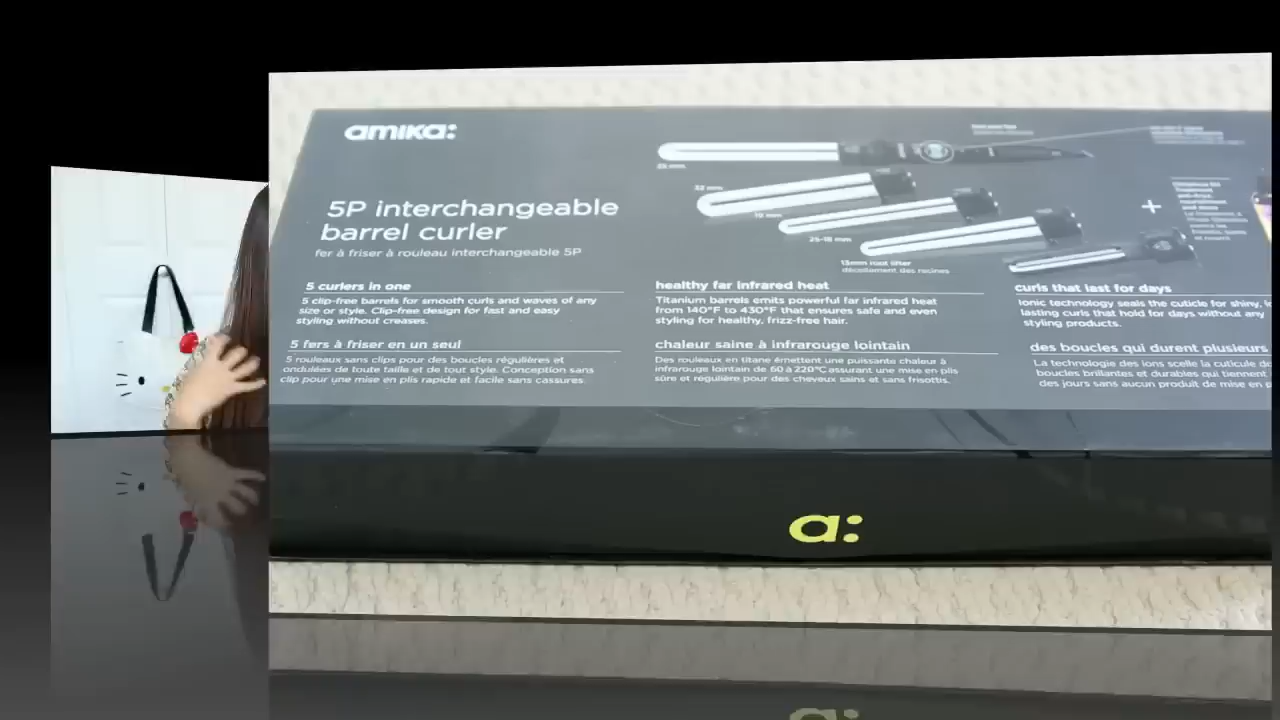 amika:
5P interchangeable
barrel curler
fer à friser à rouleau interchangeable 5P
5 curlers in one
5 clip-free barrels for smooth curls and waves of any
size or style. Clip-free design for fast and easy
styling without creases.
5 fers à friser en un seul
5 rouleaux sans clips pour des boucles régulières et
ondulées de toute taille et de tout style. Conception sans
clip pour une mise en plis rapide et facile sans cassures.
25 mm
32 mm
19 mm
25-18 mm
13mm root lifter
décollement des racines
+
healthy far infrared heat
Titanium barrels emits powerful far infrared heat
from 140°F to 430°F that ensures safe and even
styling for healthy, frizz-free hair.
chaleur saine à infrarouge lointain
Des rouleaux en titane émettent une puissante chaleur à
infrarouge lointain de 60 à 220°C assurant une mise en plis
sûre et régulière pour des cheveux sains et sans frisottis.
curls that last for days
Ionic technology seals the cuticle for shiny, l
lasting curls that hold for days without any
styling products.
des boucles qui durent plusieurs
La technologie des ions scelle la cuticule de
boucles brillantes et durables qui tiennent
des jours sans aucun produit de mise en p
a: